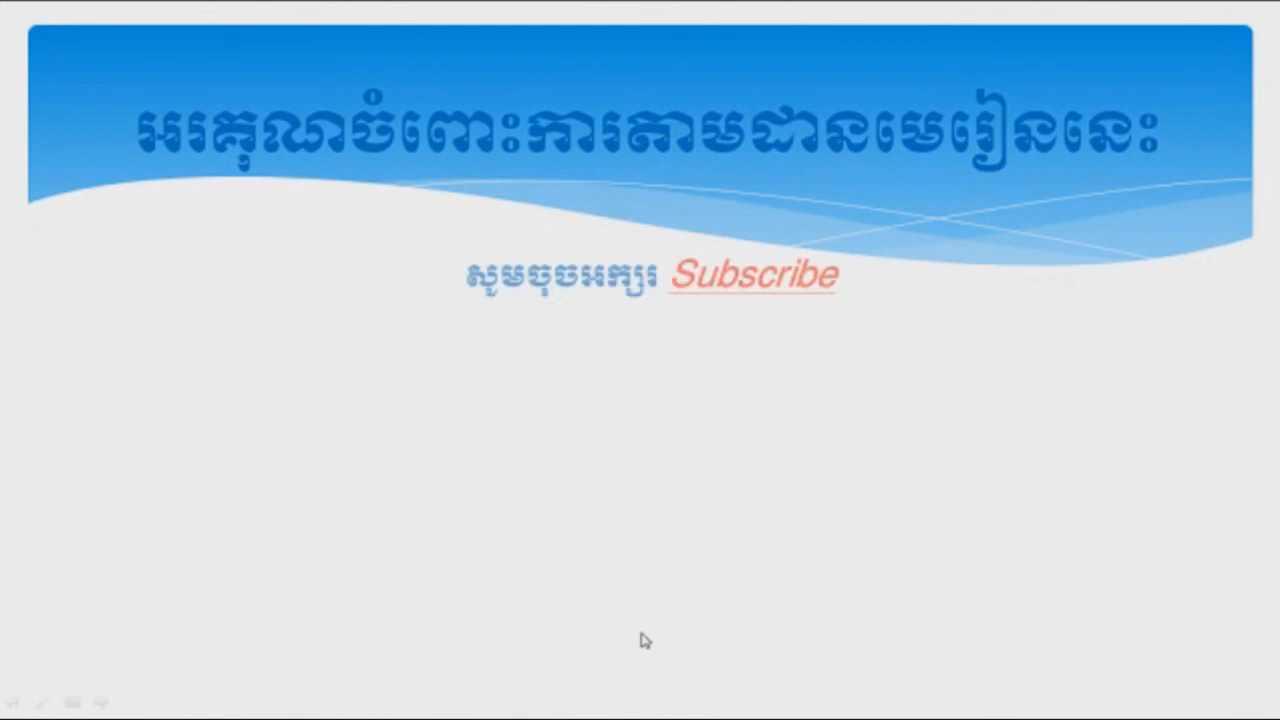 អរគុណចំពោះការតាមដានមេរៀននេះ
សូមចុចអក្សរ Subscribe